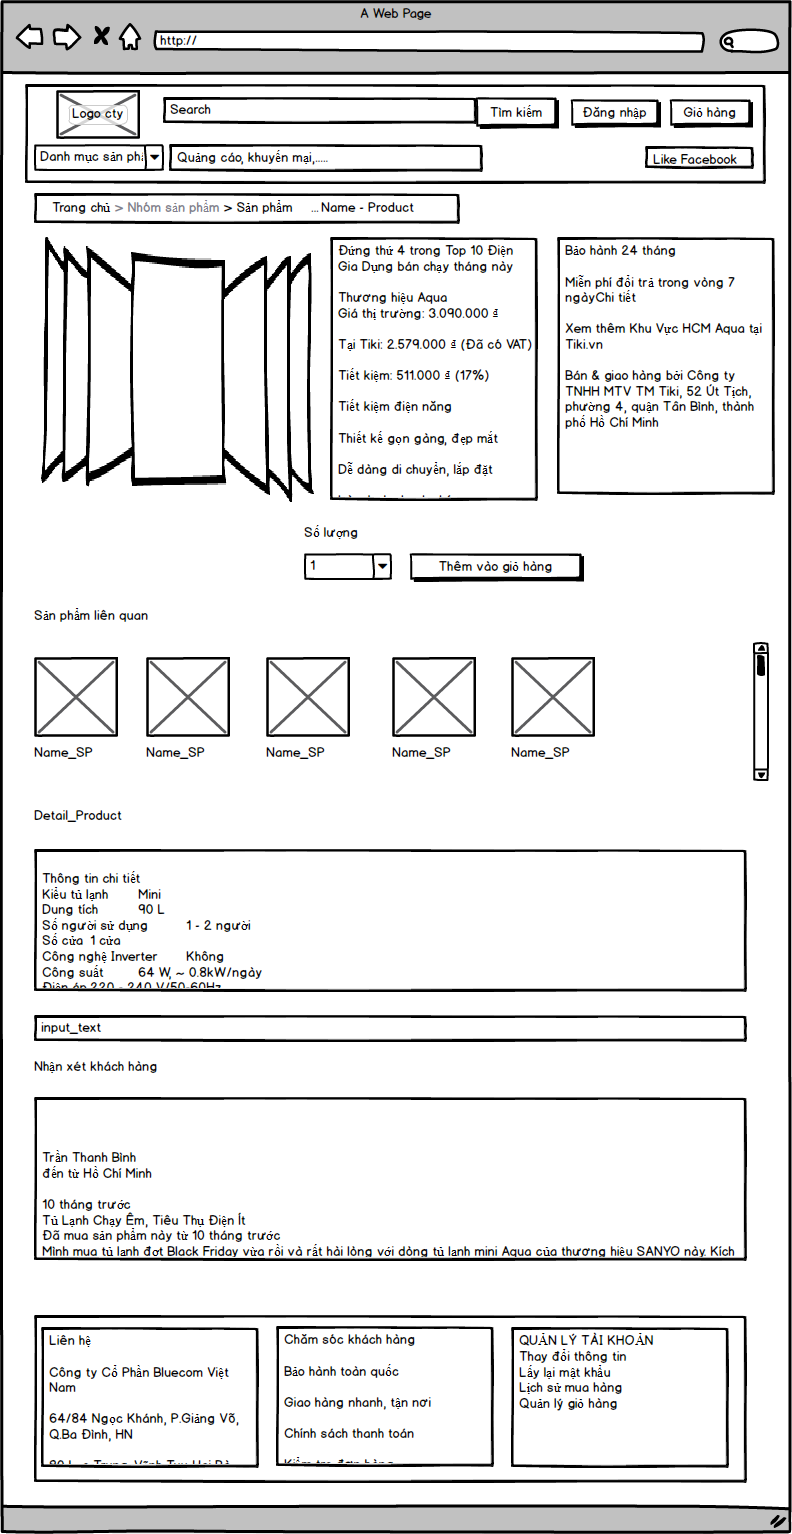 A Web Page
http://
Logo cty
Search
Tìm kiếm
Đăng nhập
Giỏ hàng
Danh mục sản
Quảng cáo, khuyến mại,.....
Like Facebook
Trang chủ > Nhóm sản phẩm > Sản phẩm ...Name - Product
Đứng thứ 4 trong Top 10 Điện
Gia Dụng bán chạy tháng này
Thương hiệu Aqua
Giá thị trường: 3.090.000 ₫
Tại Tiki: 2.579.000 ₫ (Đã có VAT)
Tiết kiệm: 511.000 ₫ (17%)
Tiết kiệm điện năng
Thiết kế gọn gàng, đẹp mắt
Dễ dàng di chuyển, lắp đặt
Bảo hành 24 tháng
Miễn phí đổi trả trong vòng 7
ngàyChi tiết
Xem thêm Khu Vực HCM Aqua tại
Tiki.vn
Bán & giao hàng bởi Công ty
TNHH MTV TM Tiki, 52 Út Tịch,
phường 4, quận Tân Bình, thành
phố Hồ Chí Minh
Số lượng
1
Thêm vào giỏ hàng
Sản phẩm liên quan
Name_SP
Name_SP
Name_SP
Name_SP
Name_SP
Detail_Product
Thông tin chi tiết
Kiểu tủ lạnh Mini
Dung tích 90 L
Số người sử dụng 1 - 2 người
Số cửa 1 cửa
Công nghệ Inverter Không
Công suất 64 W, ~ 0.8kW/ngày
Điện áp 220 - 240 V/50-60Hz
input_text
Nhận xét khách hàng
Trần Thanh Bình
đến từ Hồ Chí Minh
10 tháng trước
Tủ Lạnh Chạy Êm, Tiêu Thụ Điện Ít
Đã mua sản phẩm này từ 10 tháng trước
Mình mua tủ lạnh đợt Black Friday vừa rồi và rất hài lòng với dòng tủ lạnh mini Aqua của thương hiệu SANYO này. Kích
Liên hệ
Công ty Cổ Phần Bluecom Việt
Nam
64/84 Ngọc Khánh, P.Giảng Võ,
Q.Ba Đình, HN
Chăm sóc khách hàng
Bảo hành toàn quốc
Giao hàng nhanh, tận nơi
Chính sách thanh toán
QUẢN LÝ TÀI KHOẢN
Thay đổi thông tin
Lấy lại mật khẩu
Lịch sử mua hàng
Quản lý giỏ hàng